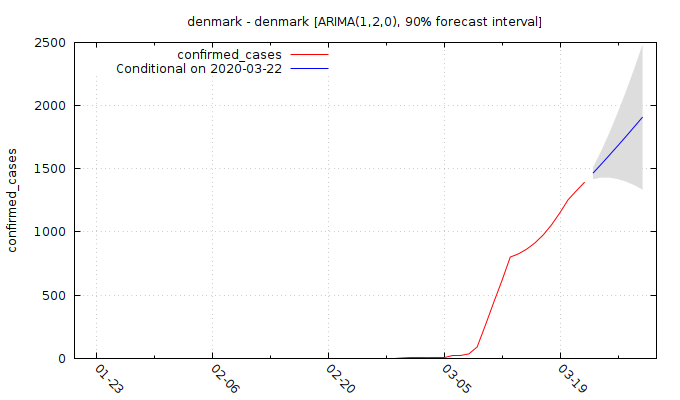 denmark - denmark [ARIMA(1,2,0), 90% forecast interval]
confirmed_cases
Conditional on 2020-03-22
2500
2000
1500
1000
500
0
confirmed_cases
01-23
02-06
02-20
03-05
03-19